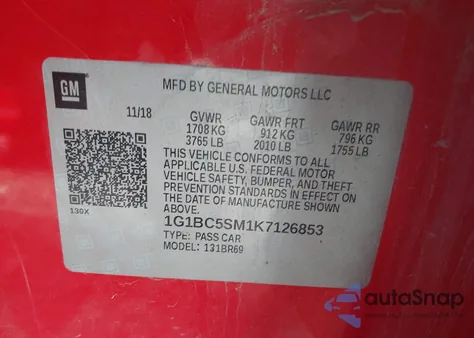 GM
MFD BY GENERAL MOTORS LLC
11/18 GVWR GAWR FRT GAWR RR
1708 KG 912 KG 796 KG
3765 LB 2010 LB 1755 LB
THIS VEHICLE CONFORMS TO ALL
APPLICABLE U.S. FEDERAL MOTOR
VEHICLE SAFETY, BUMPER, AND THEFT
PREVENTION STANDARDS IN EFFECT ON
THE DATE OF MANUFACTURE SHOWN
ABOVE.
130X
1G1BC5SM1K7126853
TYPE: PASS CAR
MODEL: 131BR69
autoSnap